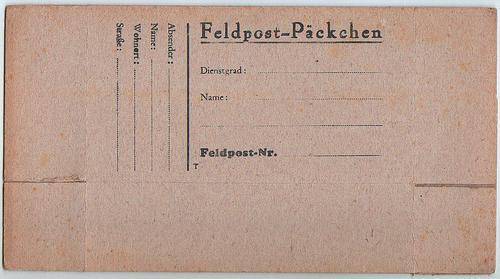 Feldpost-Päckchen
Dienstgrad:
Name:
Feldpost-Nr.
T
Absender:
Name:
Wohnort:
Straße: